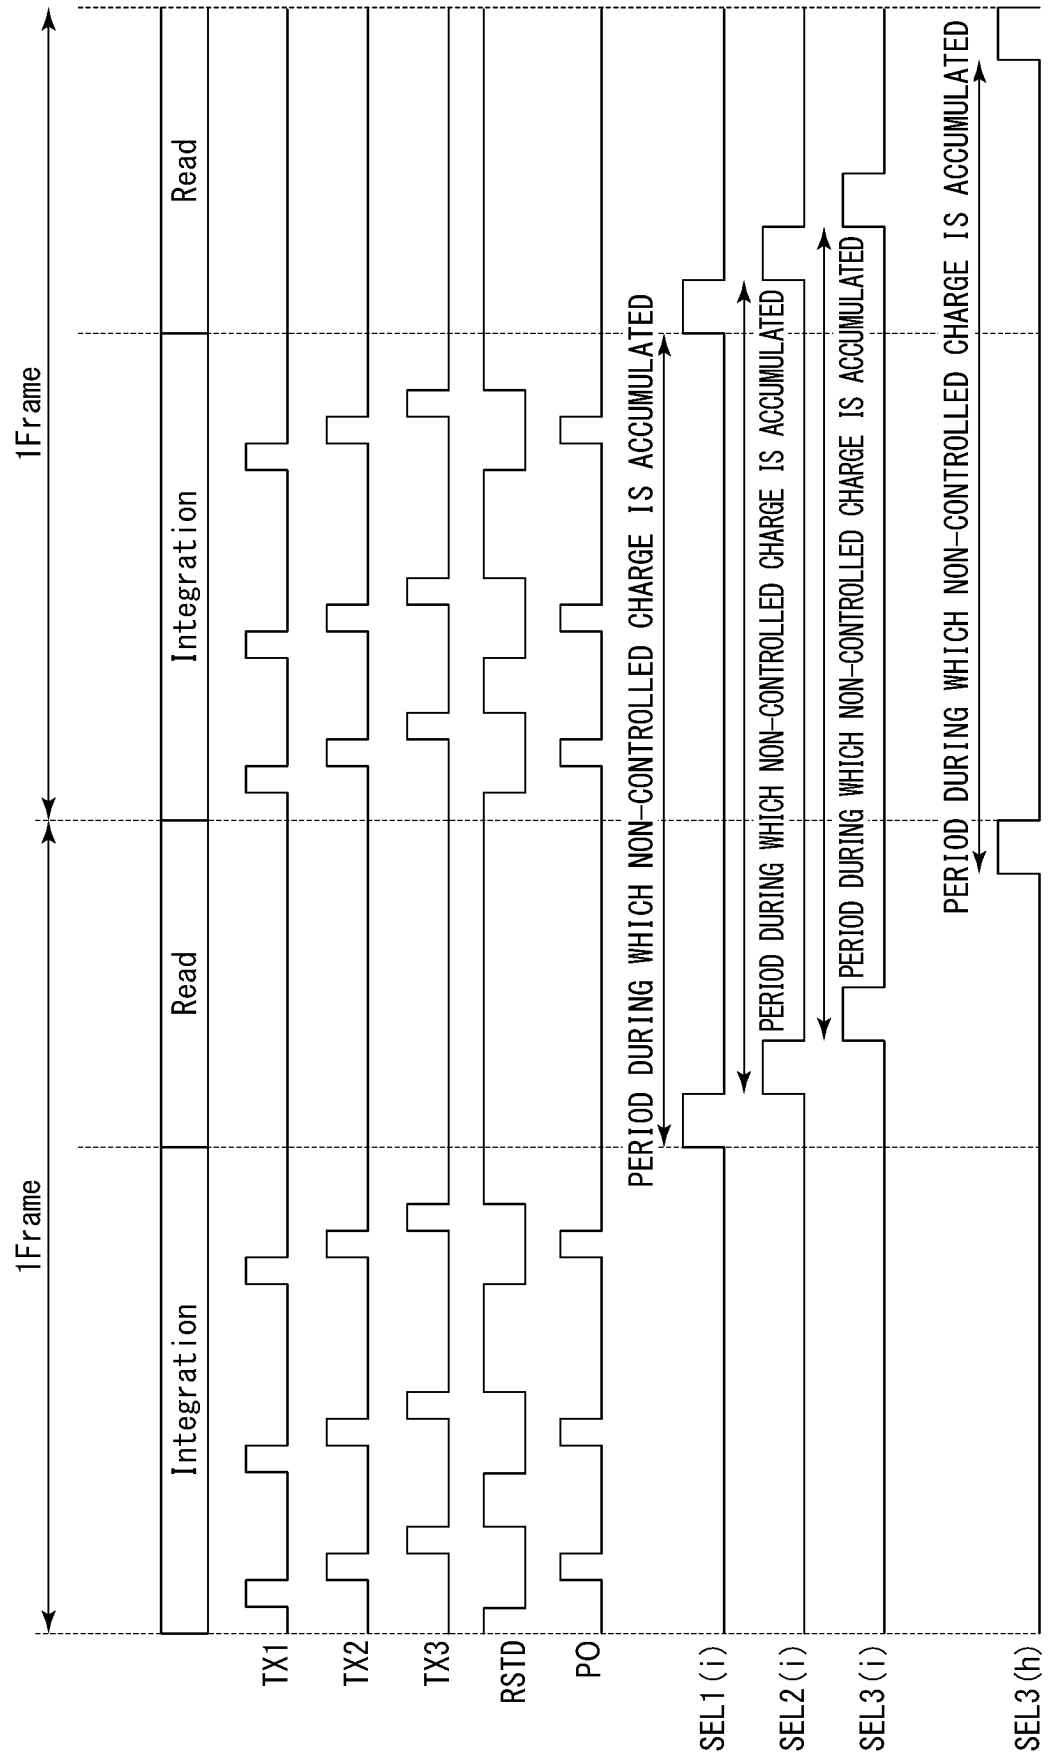 1Frame
1Frame
Integration
Read
Integration
Read
TX1
TX2
TX3
RSTD
PO
PERIOD DURING WHICH NON-CONTROLLED CHARGE IS ACCUMULATED
SEL1(i)
PERIOD DURING WHICH NON-CONTROLLED CHARGE IS ACCUMULATED
SEL2(i)
PERIOD DURING WHICH NON-CONTROLLED CHARGE IS ACCUMULATED
SEL3(i)
PERIOD DURING WHICH NON-CONTROLLED CHARGE IS ACCUMULATED
SEL3(h)